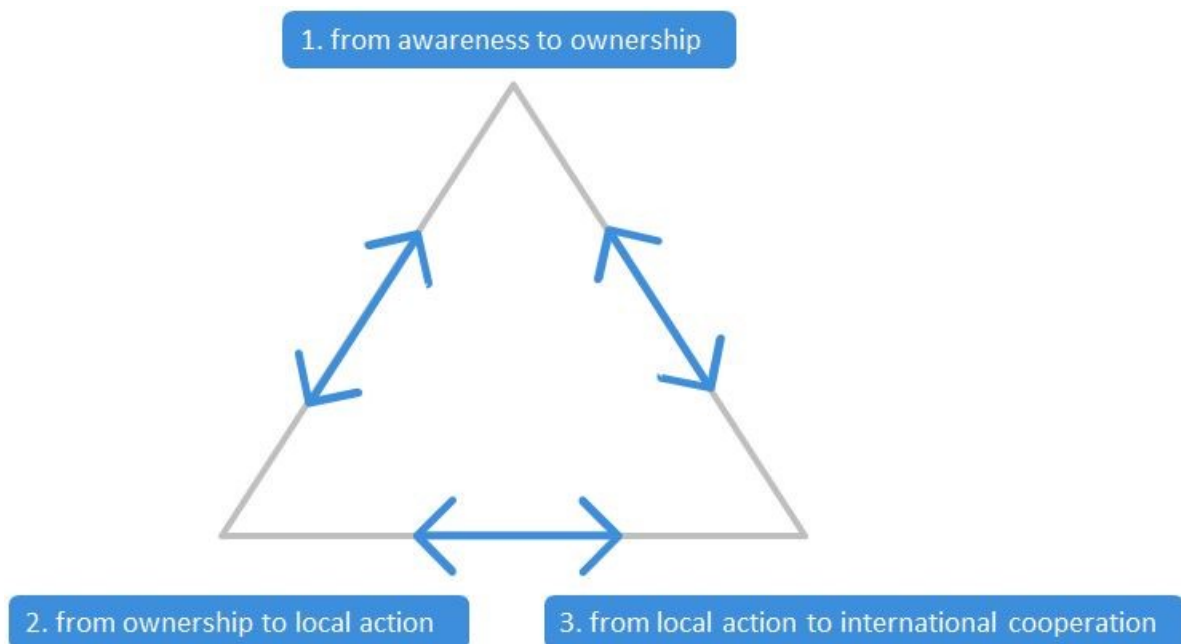 1. from awareness to ownership
2. from ownership to local action
3. from local action to international cooperation